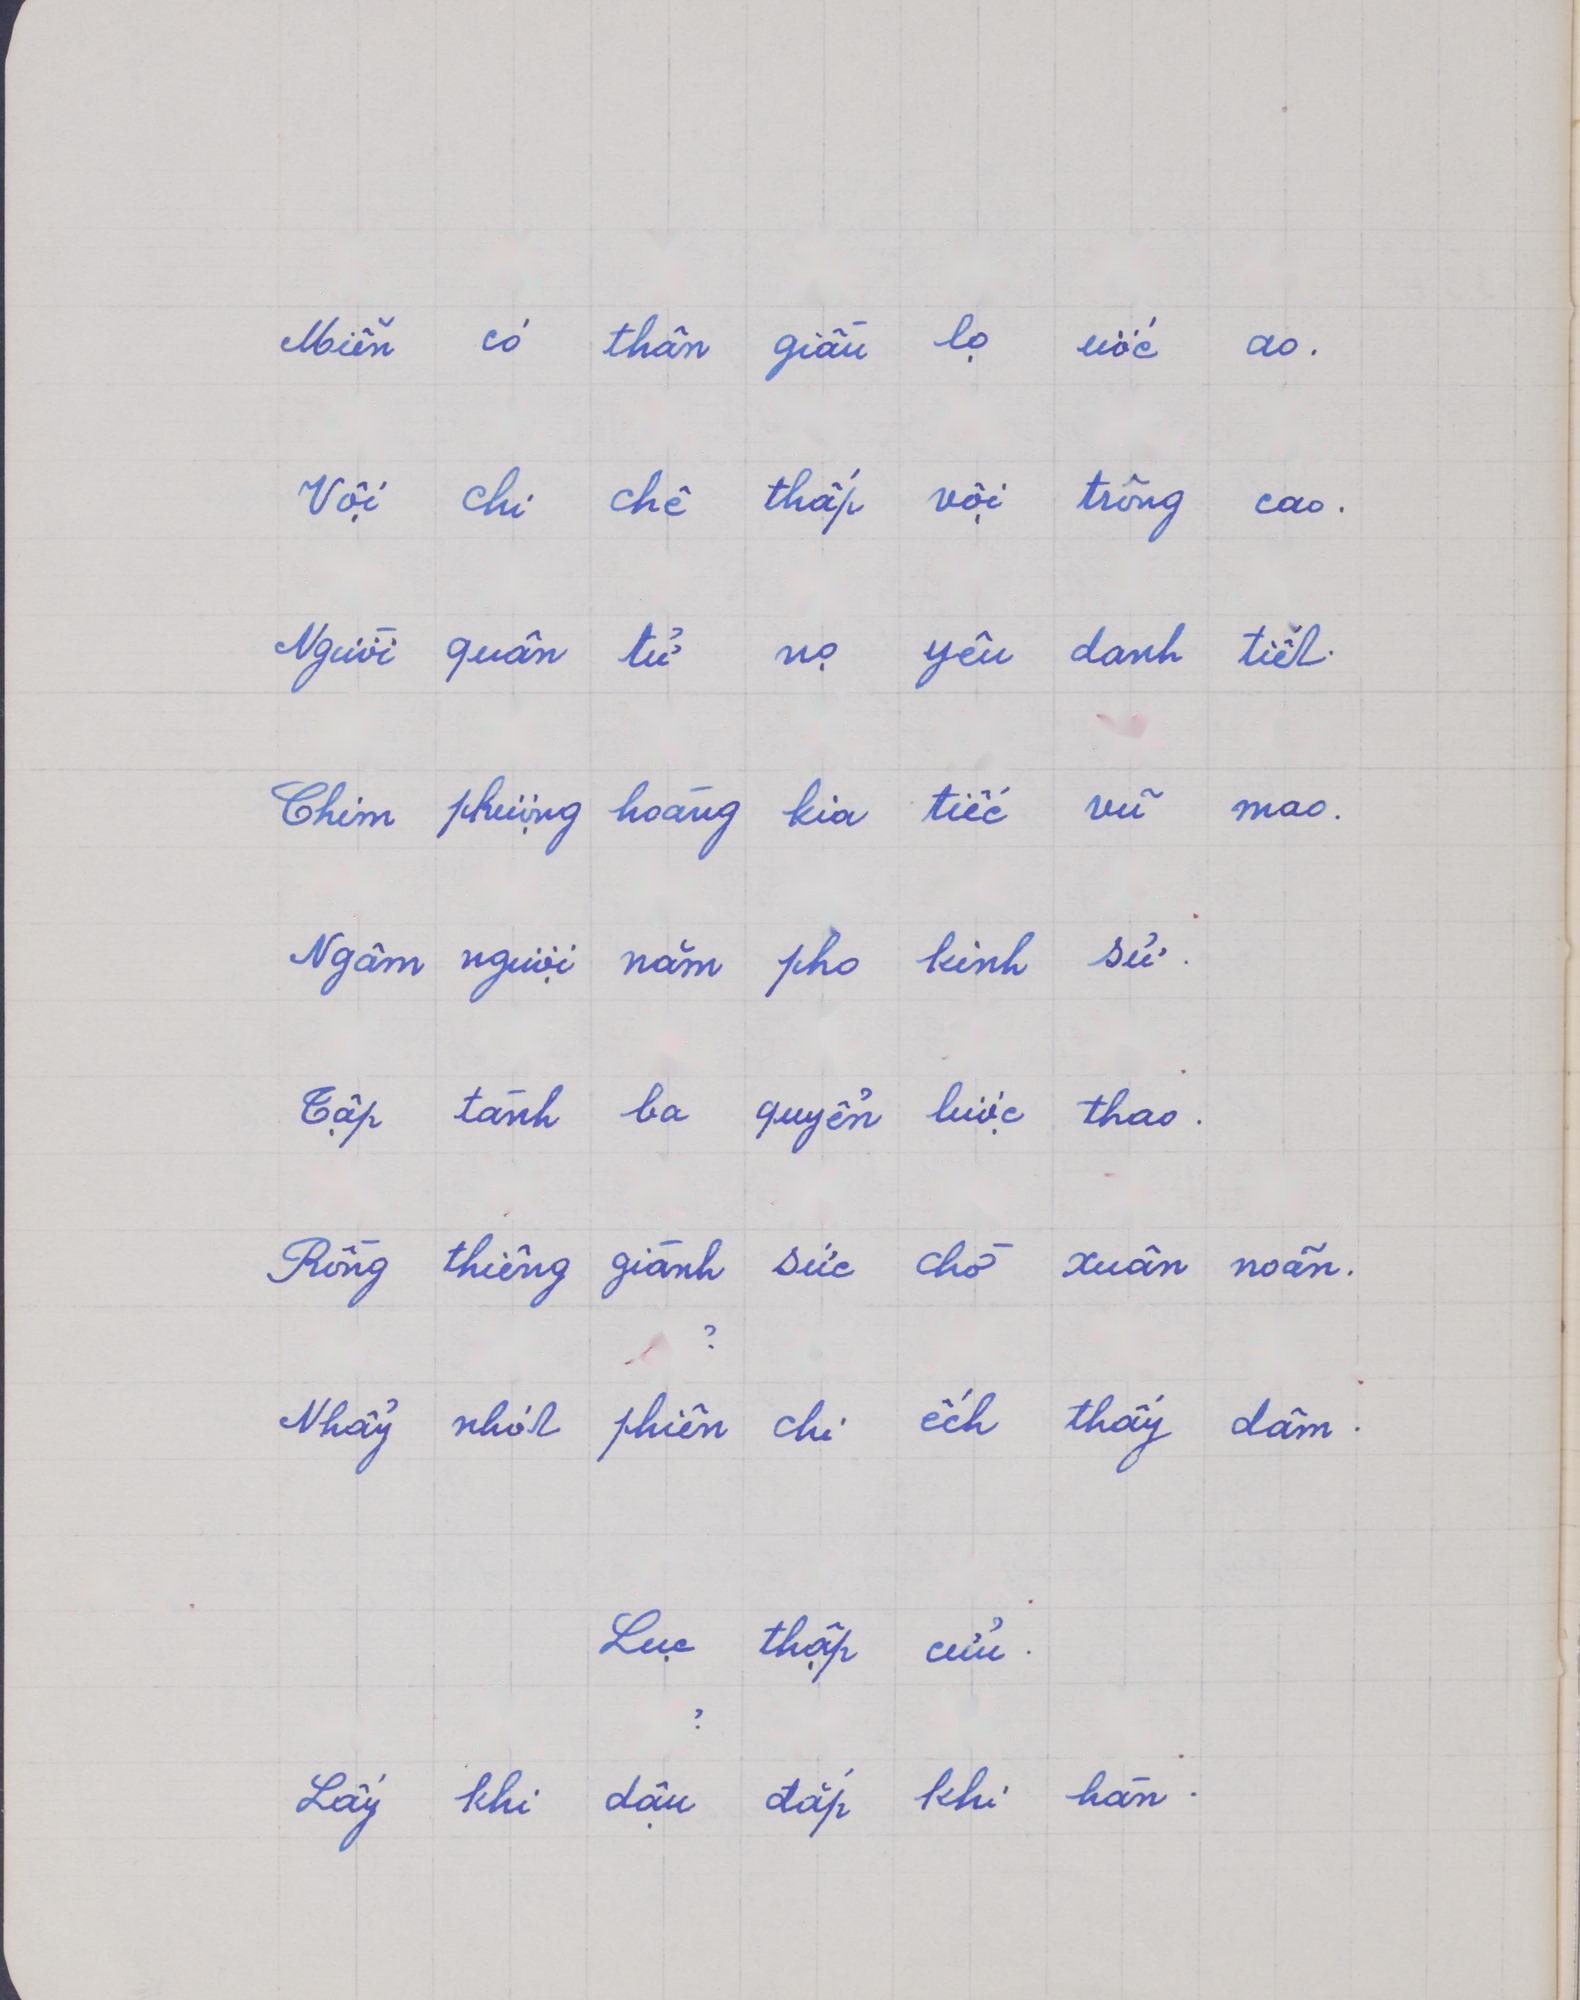 Miễn có thân giầu lọ ước ao.
Vội chi chê thấp vội trông cao.
Người quân tử nọ yêu danh tiết.
Chim phượng hoàng kia tiếc vũ mao.
Ngâm người năm pho kinh sử.
Tập tành ba quyển lược thao.
Rồng thiêng giành sức chờ xuân noãn.
?
Nhẩy nhót phiên chi ếch thấy dâm.
Lục thập cửu.
?
Lấy khi dậu đắp khi hàn.